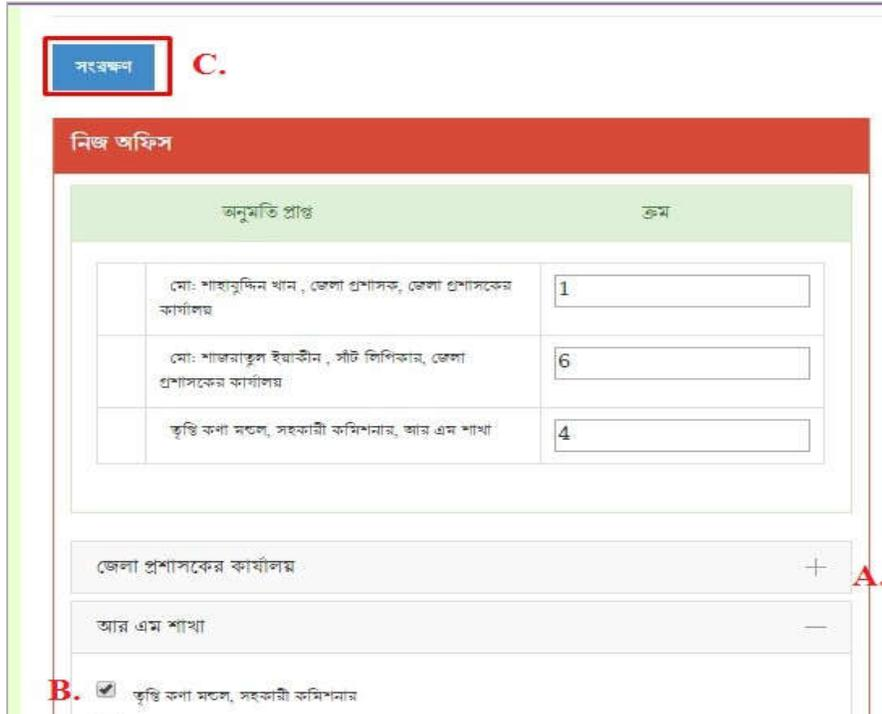 সংরক্ষণ C.
নিজ অফিস
অনুমতি প্রাপ্ত ক্রম
মো: শাহাবুদ্দিন খান , জেলা প্রশাসক, জেলা প্রশাসকের 1
কার্যালয়
মো: শাজরাতুল ইয়াকীন , সাঁট লিপিকার, জেলা 6
প্রশাসকের কার্যালয়
তৃপ্তি কণা মন্ডল, সহকারী কমিশনার, আর এম শাখা 4
জেলা প্রশাসকের কার্যালয় + A.
আর এম শাখা —
B. তৃপ্তি কণা মন্ডল, সহকারী কমিশনার